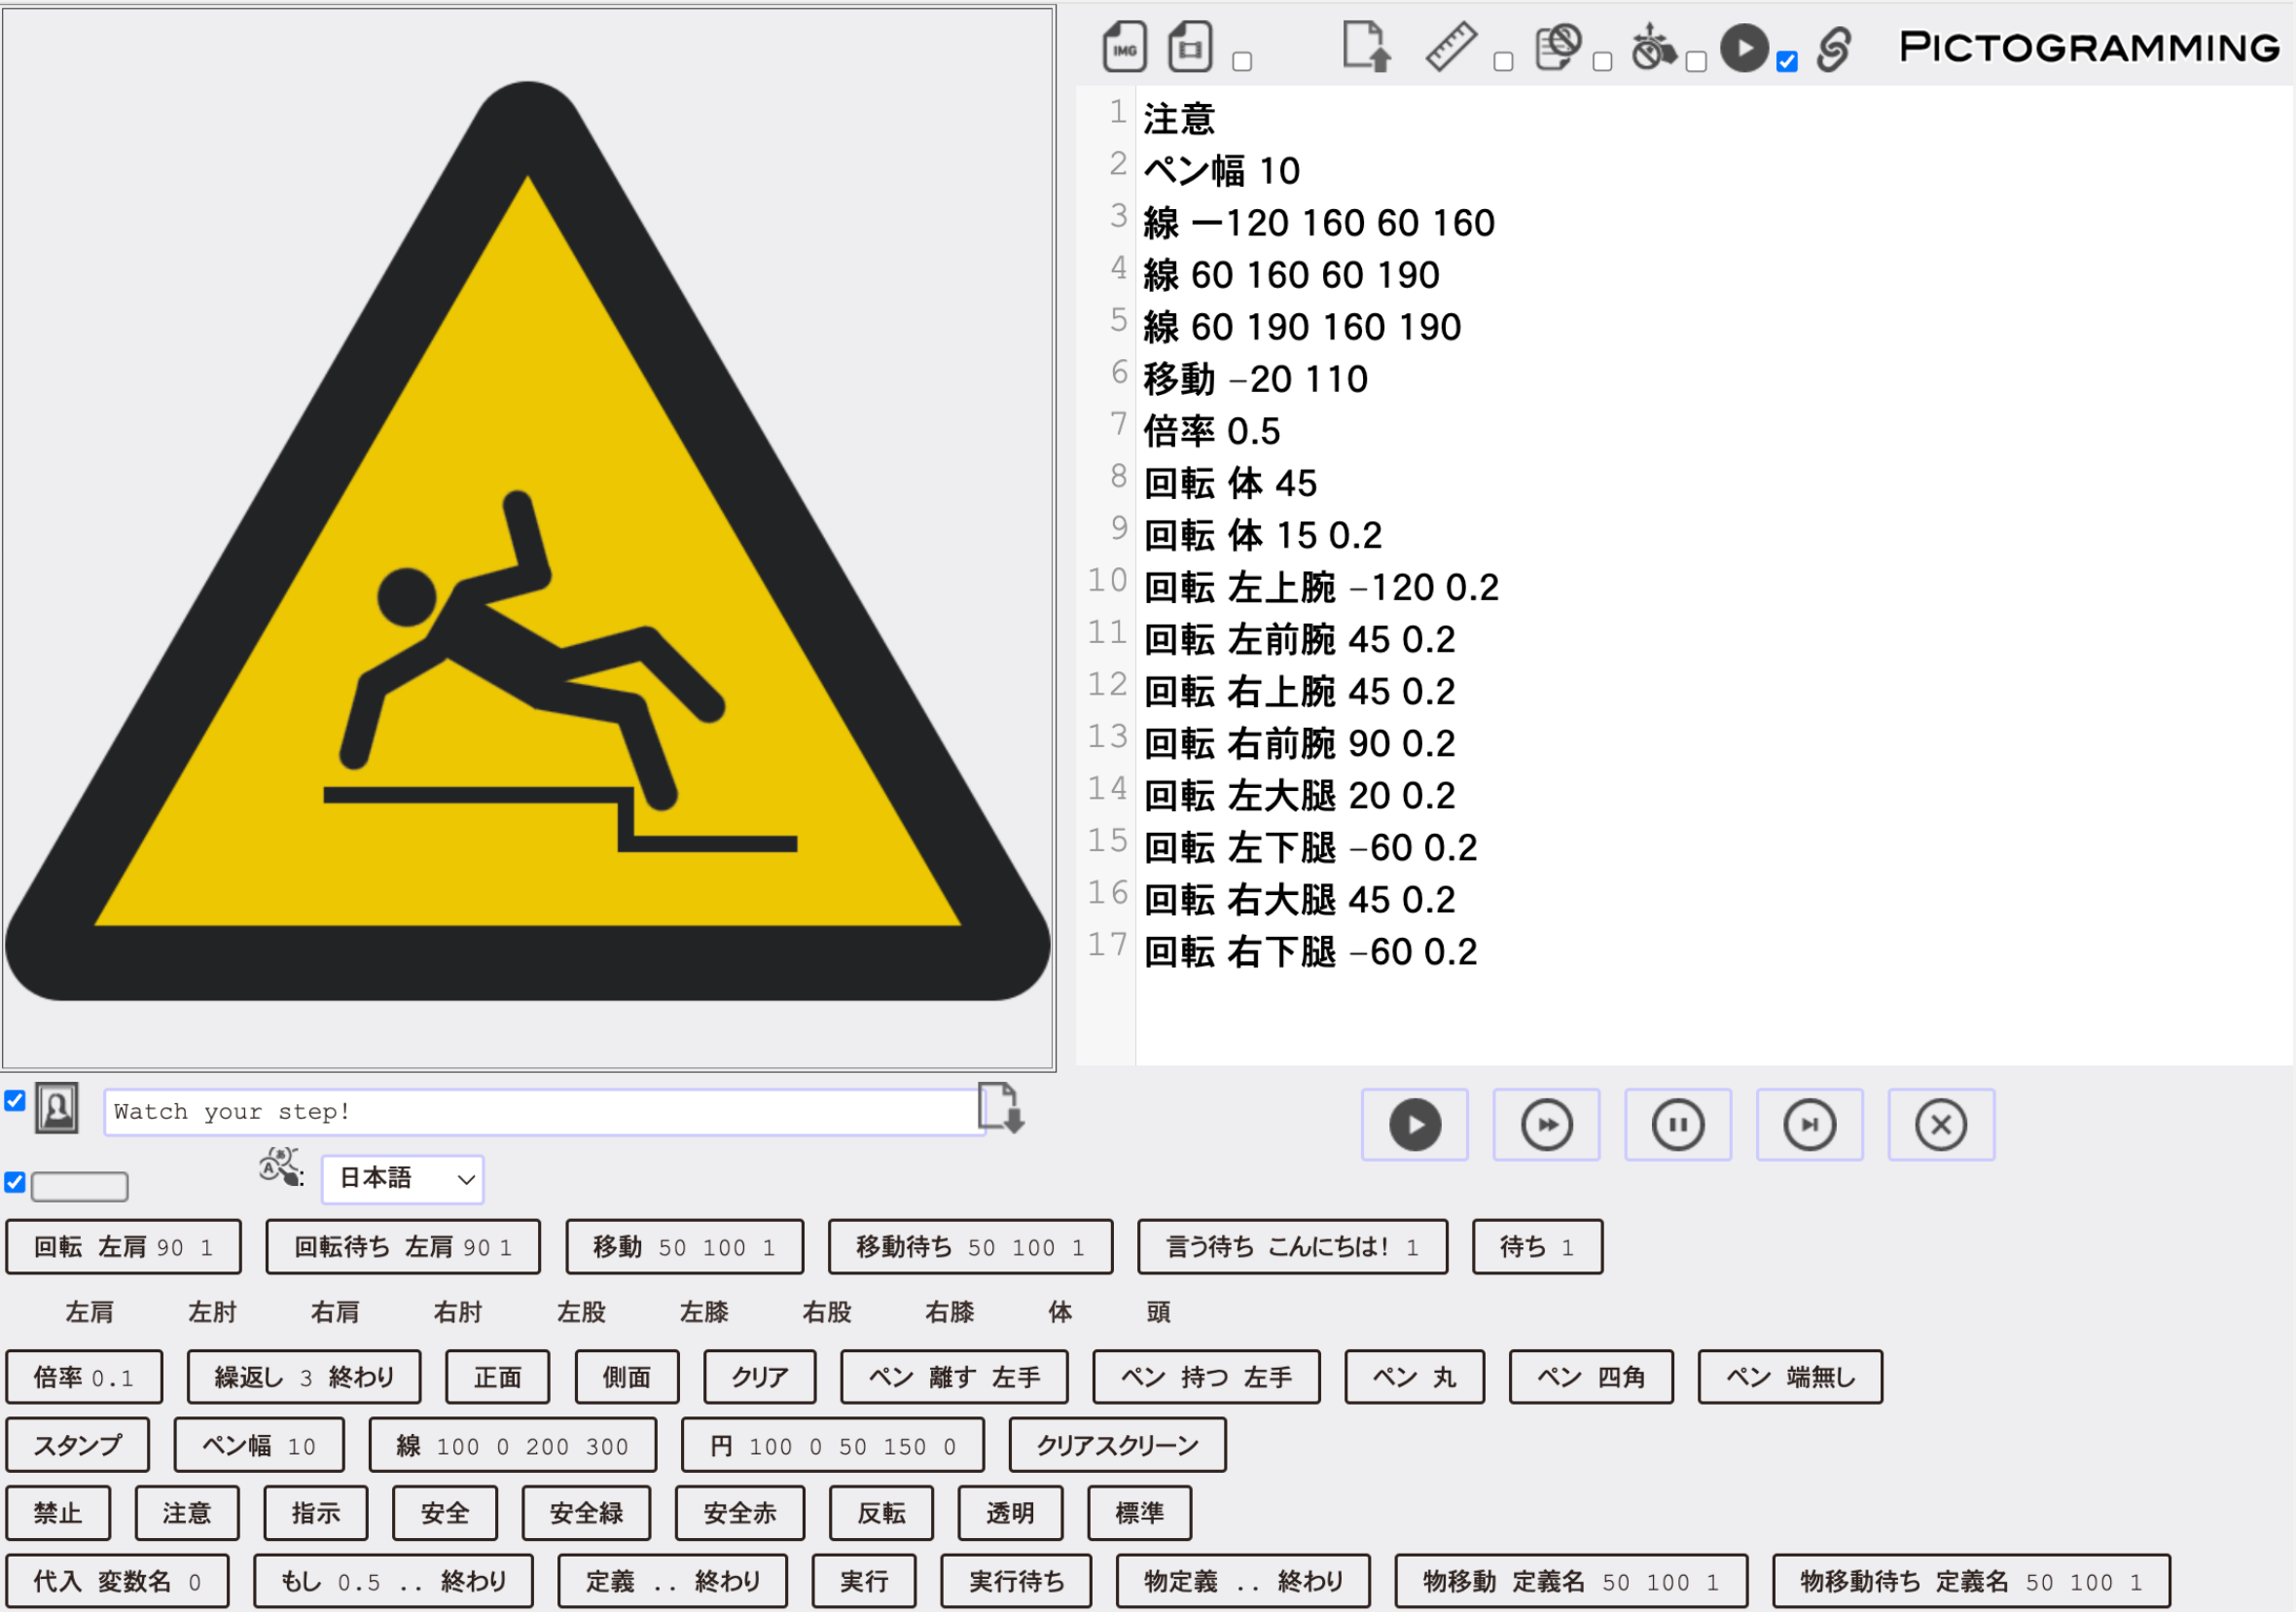 IMG
PICTOGRAMMING
1 注意
2 ペン幅 10
3 線 ー120 160 60 160
4 線 60 160 60 190
5 線 60 190 160 190
6 移動 −20 110
7 倍率 0.5
8 回転 体 45
9 回転 体 15 0.2
10 回転 左上腕 −120 0.2
11 回転 左前腕 45 0.2
12 回転 右上腕 45 0.2
13 回転 右前腕 90 0.2
14 回転 左大腿 20 0.2
15 回転 左下腿 −60 0.2
16 回転 右大腿 45 0.2
17 回転 右下腿 −60 0.2
Watch your step!
A あ : 日本語
回転 左肩 90 1 回転待ち 左肩 90 1 移動 50 100 1 移動待ち 50 100 1 言う待ち こんにちは! 1 待ち 1
左肩 左肘 右肩 右肘 左股 左膝 右股 右膝 体 頭
倍率 0.1 繰返し 3 終わり 正面 側面 クリア ペン 離す 左手 ペン 持つ 左手 ペン 丸 ペン 四角 ペン 端無し
スタンプ ペン幅 10 線 100 0 200 300 円 100 0 50 150 0 クリアスクリーン
禁止 注意 指示 安全 安全緑 安全赤 反転 透明 標準
代入 変数名 0 もし 0.5 .. 終わり 定義 .. 終わり 実行 実行待ち 物定義 .. 終わり 物移動 定義名 50 100 1 物移動待ち 定義名 50 100 1